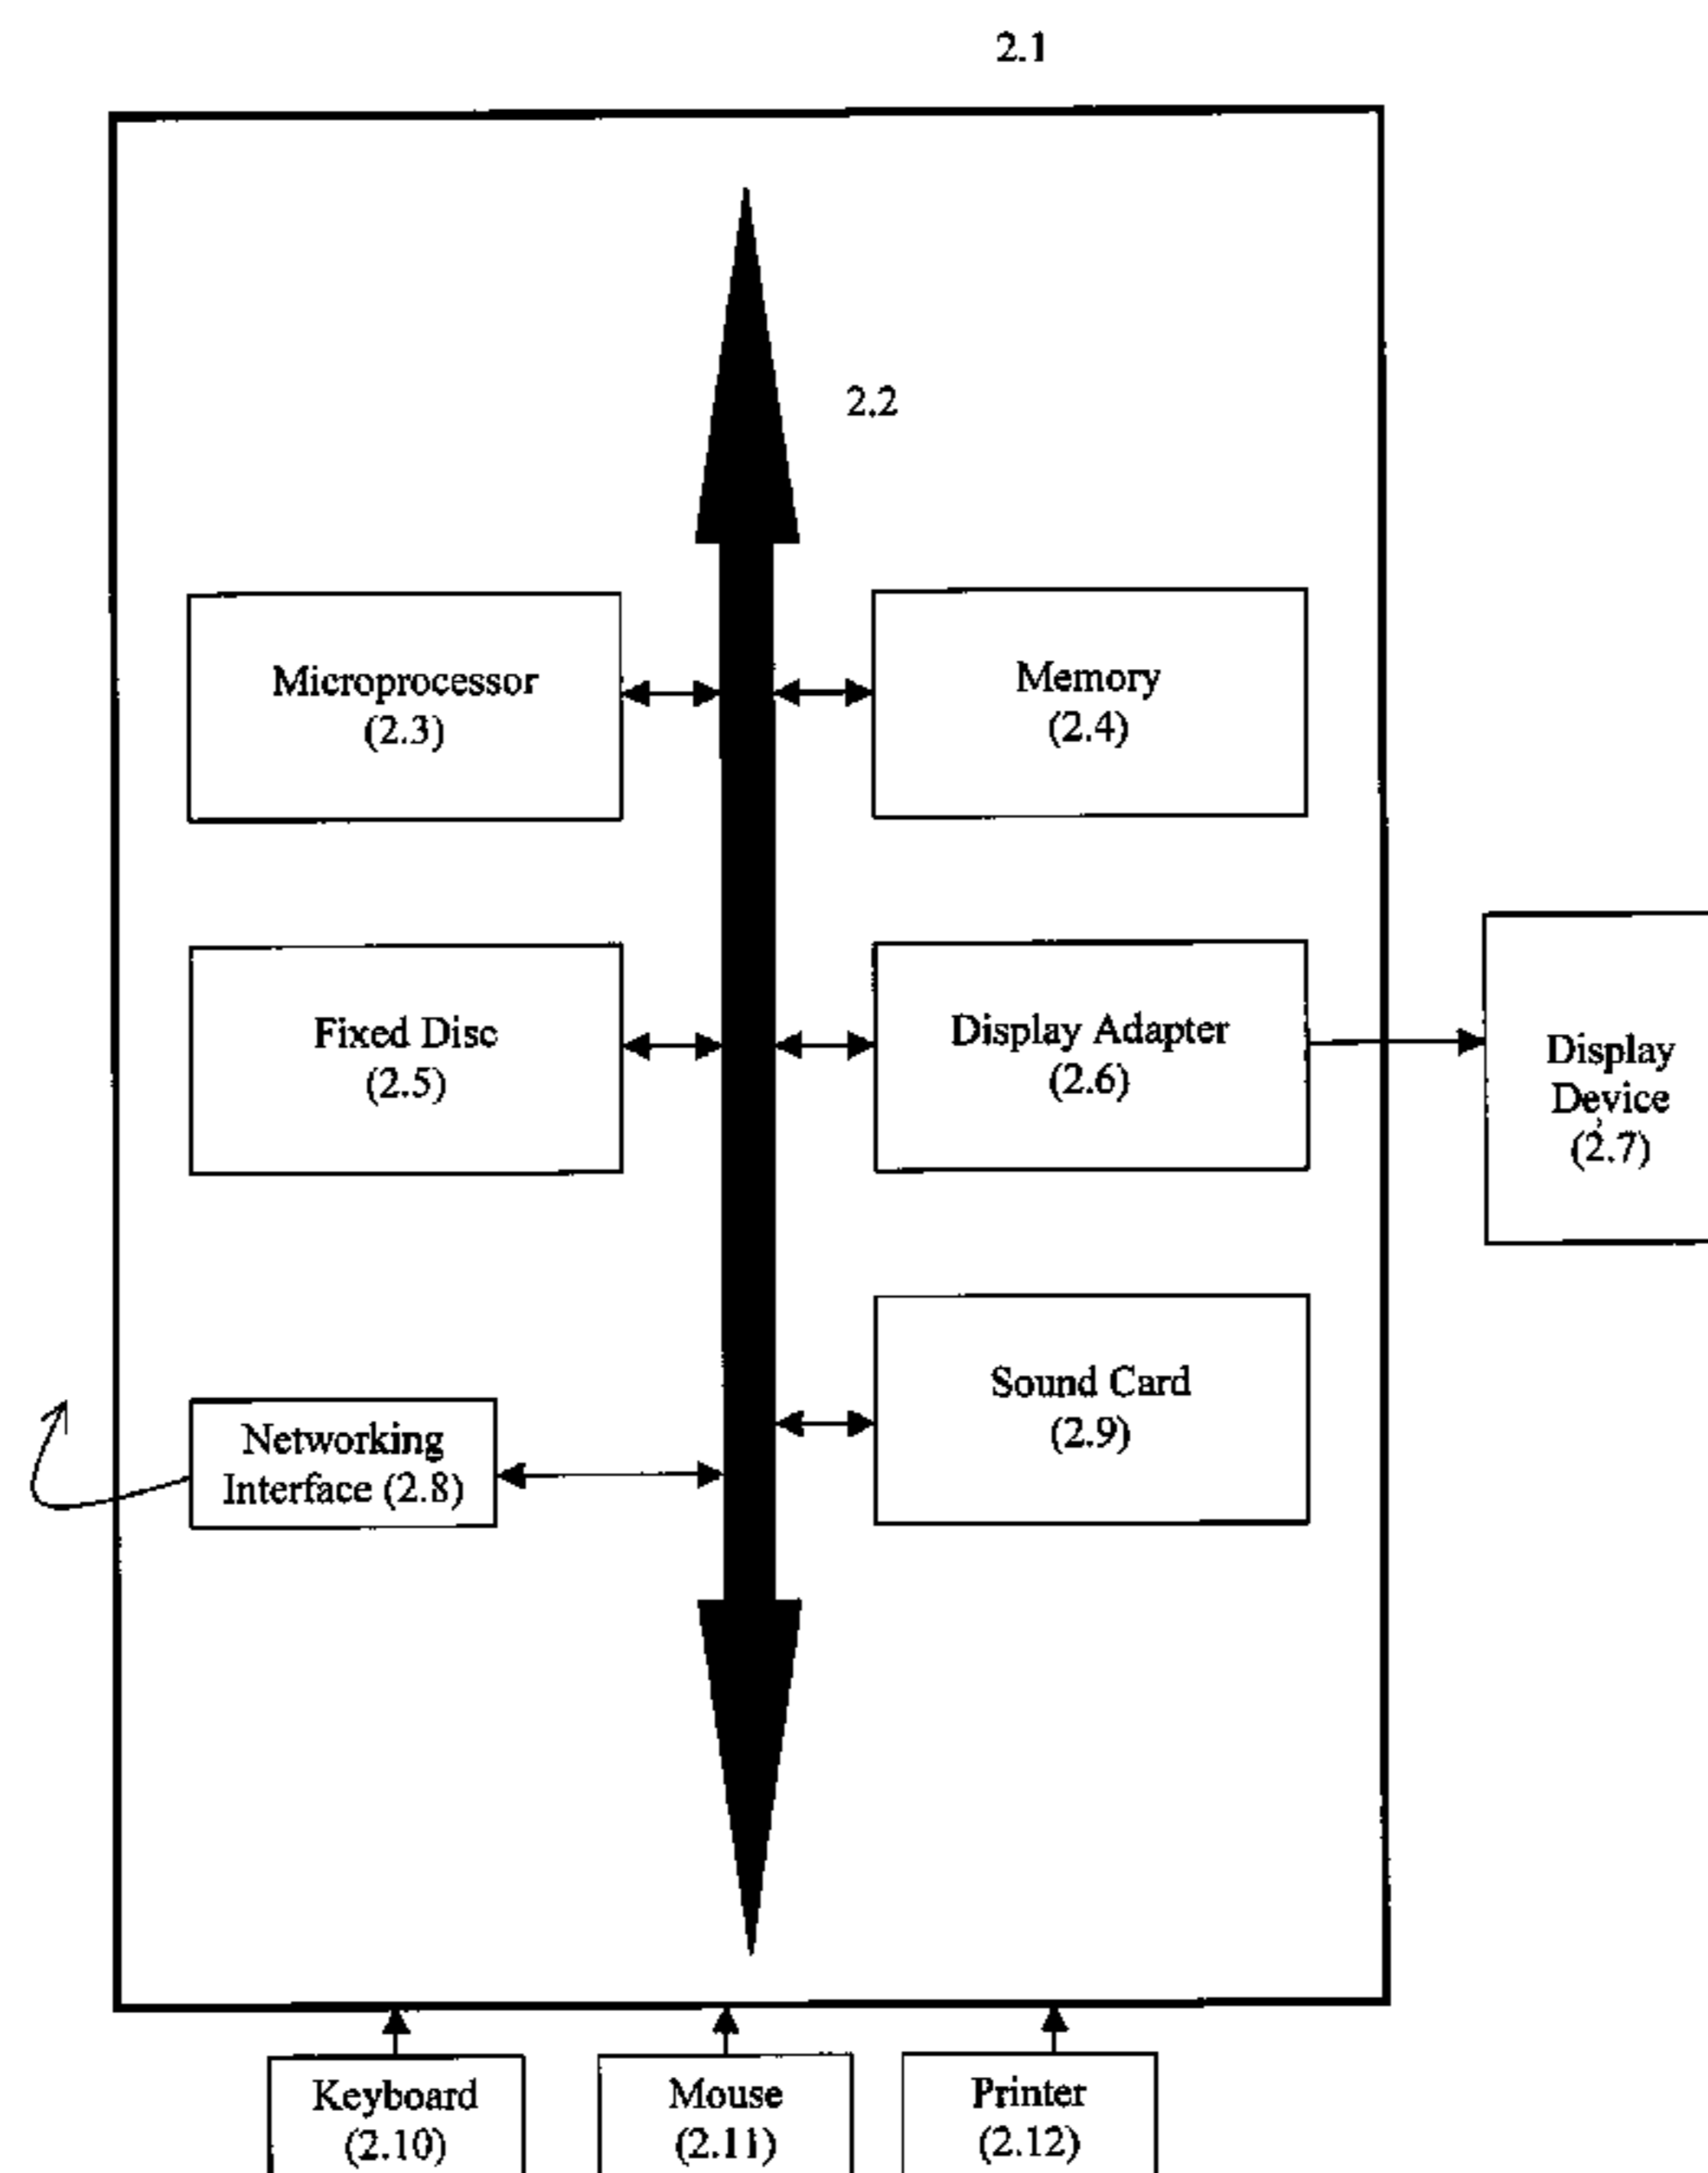 2.1
2.2
Microprocessor
(2.3)
Memory
(2.4)
Fixed Disc
(2.5)
Display Adapter
(2.6)
Display
Device
(2.7)
Networking
Interface (2.8)
Sound Card
(2.9)
Keyboard
(2.10)
Mouse
(2.11)
Printer
(2.12)